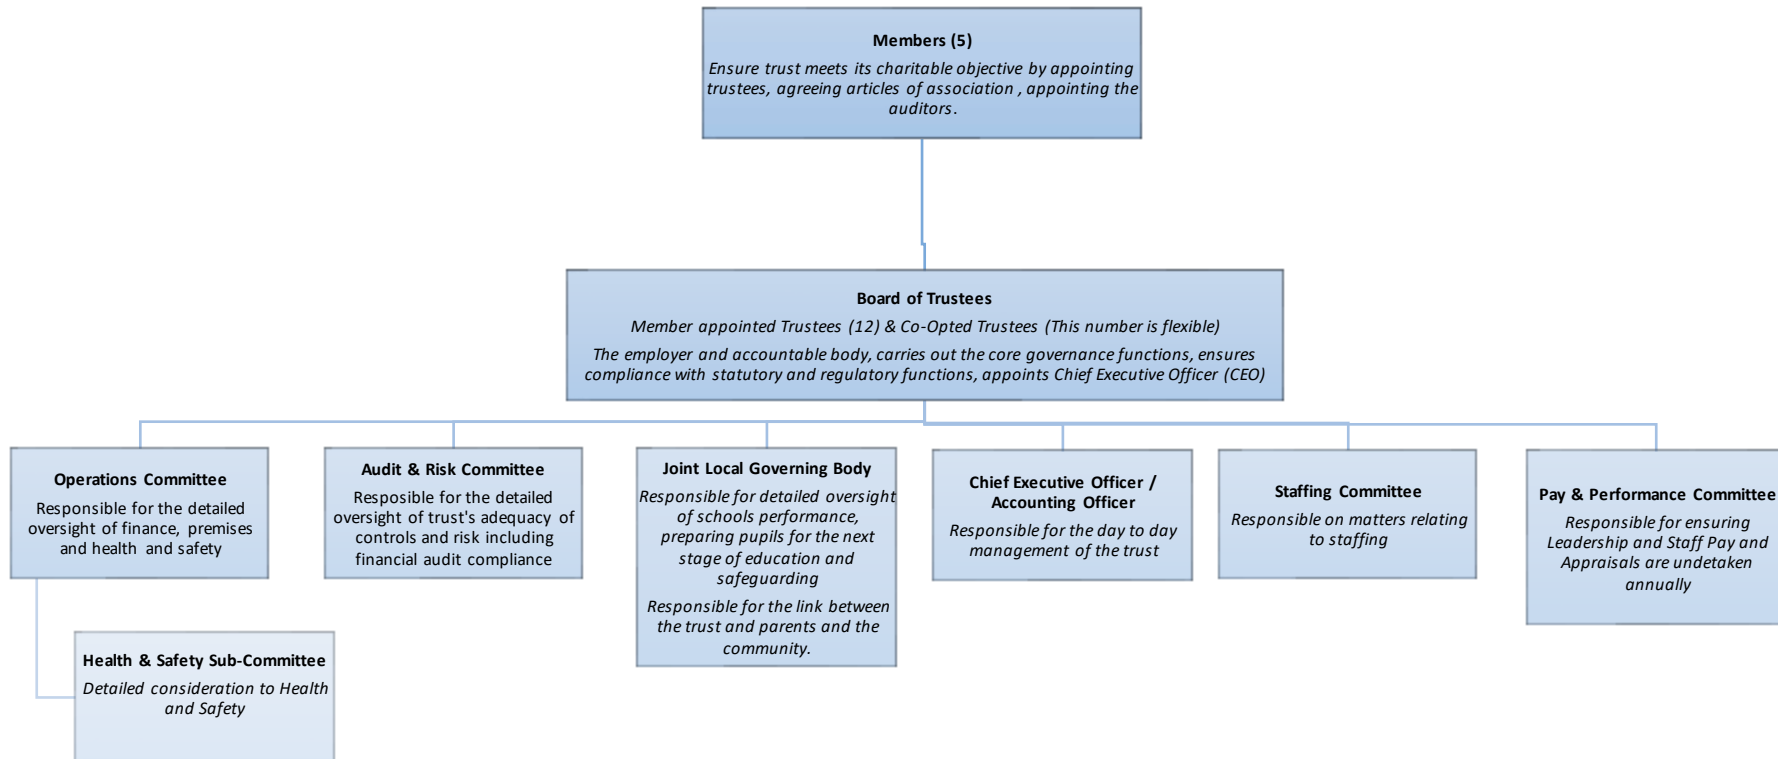 Members (5)
Ensure trust meets its charitable objective by appointing
trustees, agreeing articles of association , appointing the
auditors.
Board of Trustees
Member appointed Trustees (12) & Co-Opted Trustees (This number is flexible)
The employer and accountable body, carries out the core governance functions, ensures
compliance with statutory and regulatory functions, appoints Chief Executive Officer (CEO)
Operations Committee
Responsible for the detailed
oversight of finance, premises
and health and safety
Audit & Risk Committee
Resposible for the detailed
oversight of trust's adequacy of
controls and risk including
financial audit compliance
Joint Local Governing Body
Responsible for detailed oversight
of schools performance,
preparing pupils for the next
stage of education and
safeguarding
Responsible for the link between
the trust and parents and the
community.
Chief Executive Officer /
Accounting Officer
Responsible for the day to day
management of the trust
Staffing Committee
Responsible on matters relating
to staffing
Pay & Performance Committee
Responsible for ensuring
Leadership and Staff Pay and
Appraisals are undetaken
annually
Health & Safety Sub-Committee
Detailed consideration to Health
and Safety